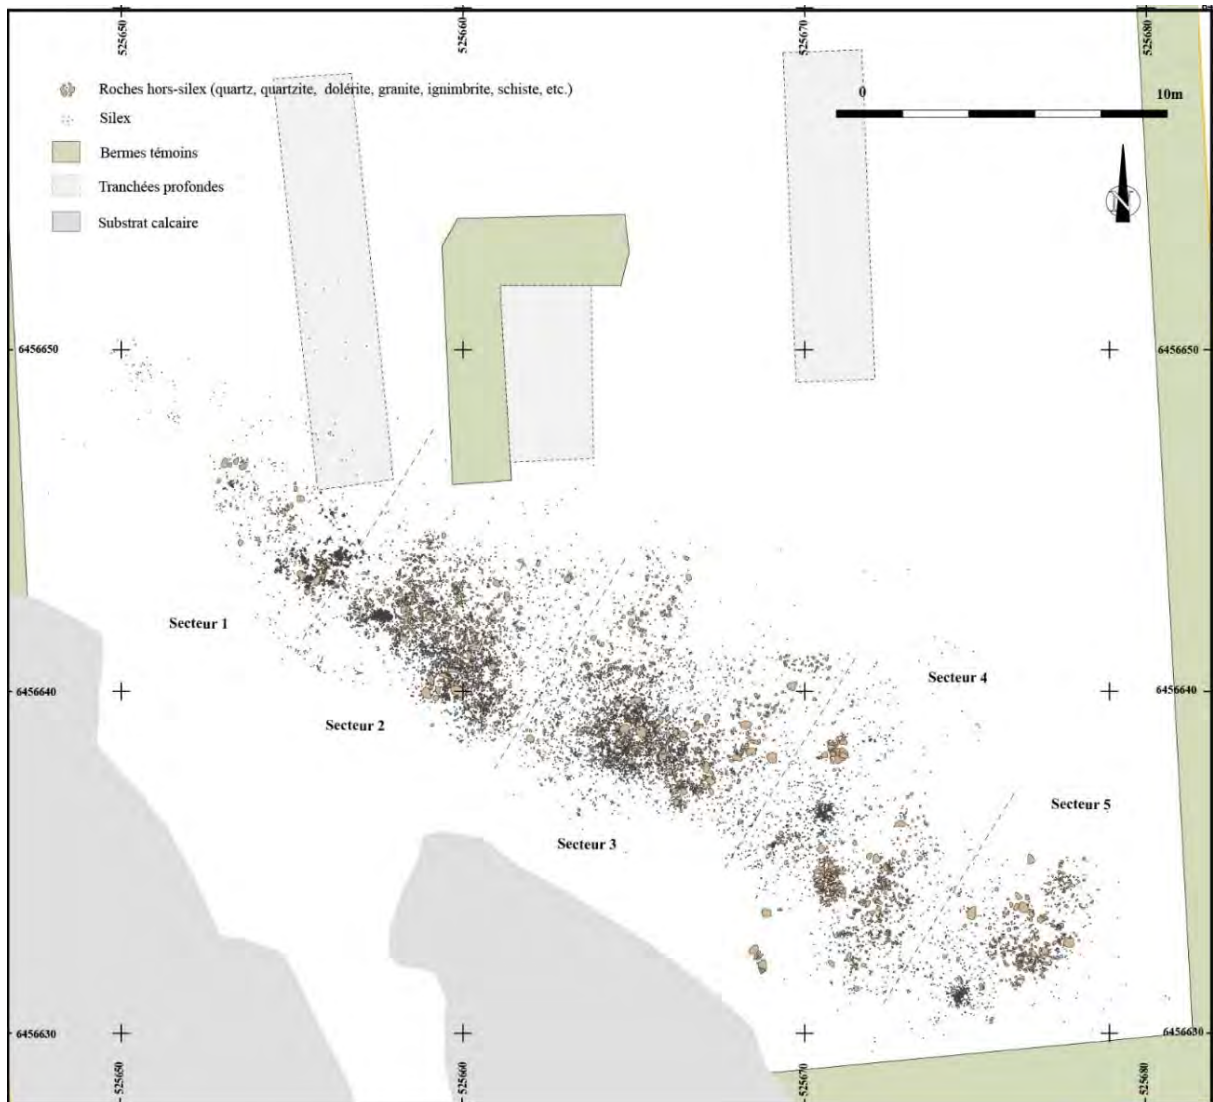 525650
525660
525670
525680
Roches hors-silex (quartz, quartzite, dolérite, granite, ignimbrite, schiste, etc.)
Silex
Bermes témoins
Tranchées profondes
Substrat calcaire
0
10m
N
6456650
6456650
Secteur 1
Secteur 4
6456640
6456640
Secteur 2
Secteur 5
Secteur 3
6456630
6456630
525650
525660
525670
525680